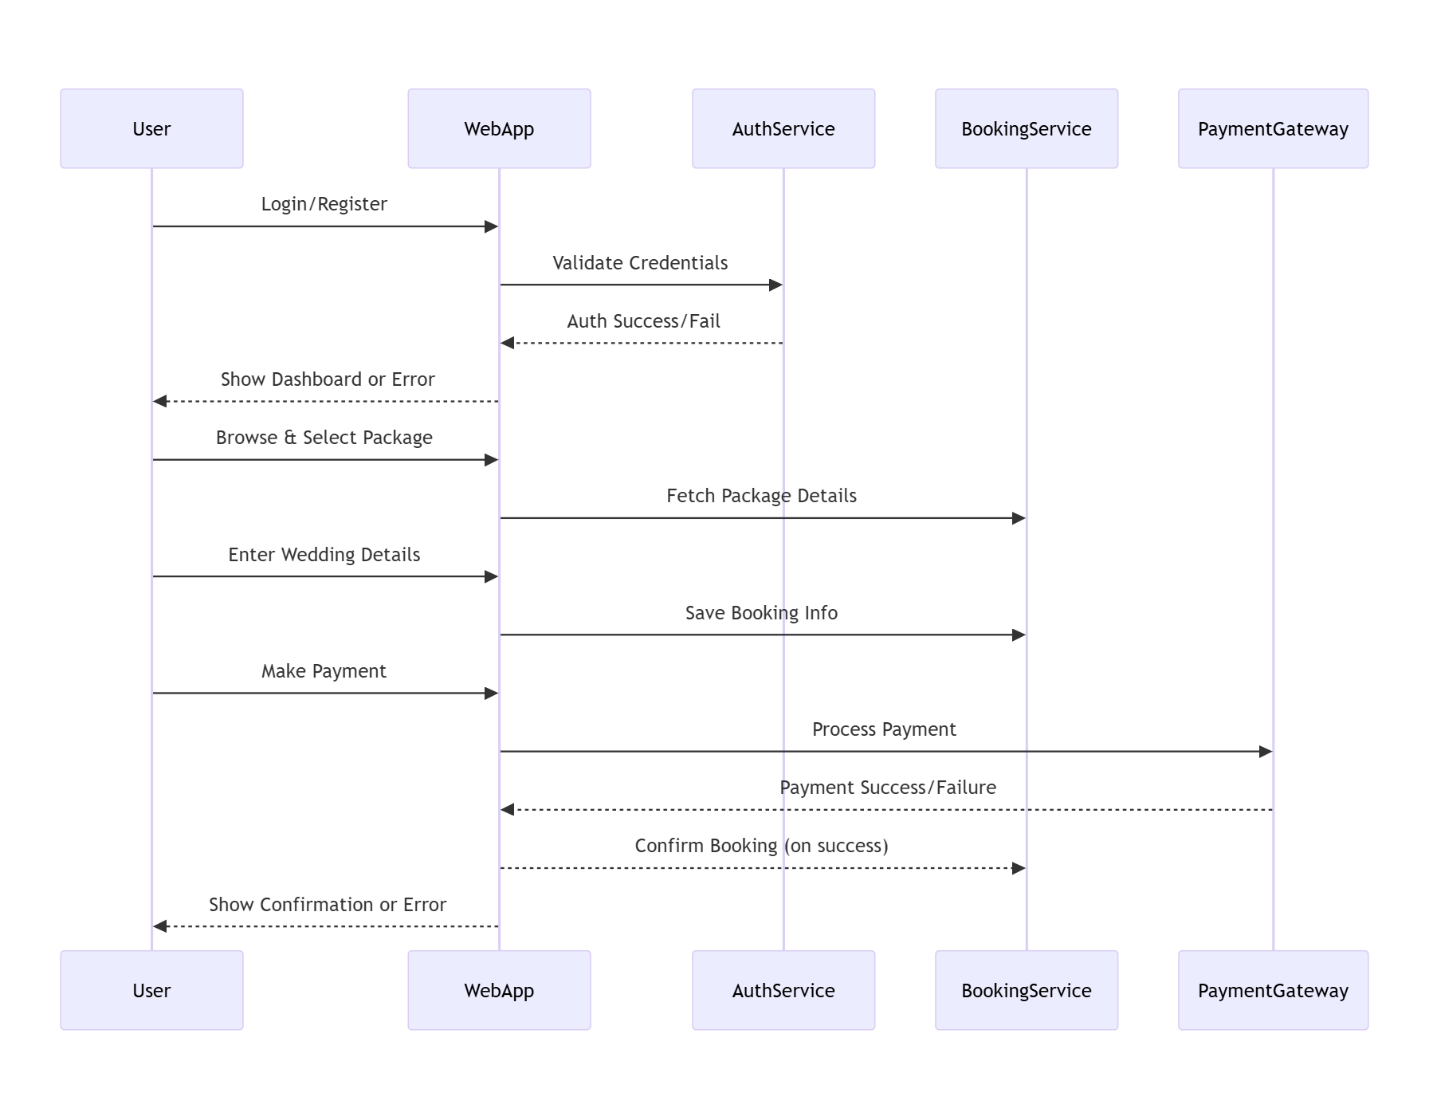 User
WebApp
AuthService
BookingService
PaymentGateway
Login/Register
Validate Credentials
Auth Success/Fail
Show Dashboard or Error
Browse & Select Package
Fetch Package Details
Enter Wedding Details
Save Booking Info
Make Payment
Process Payment
Payment Success/Failure
Confirm Booking (on success)
Show Confirmation or Error
User
WebApp
AuthService
BookingService
PaymentGateway